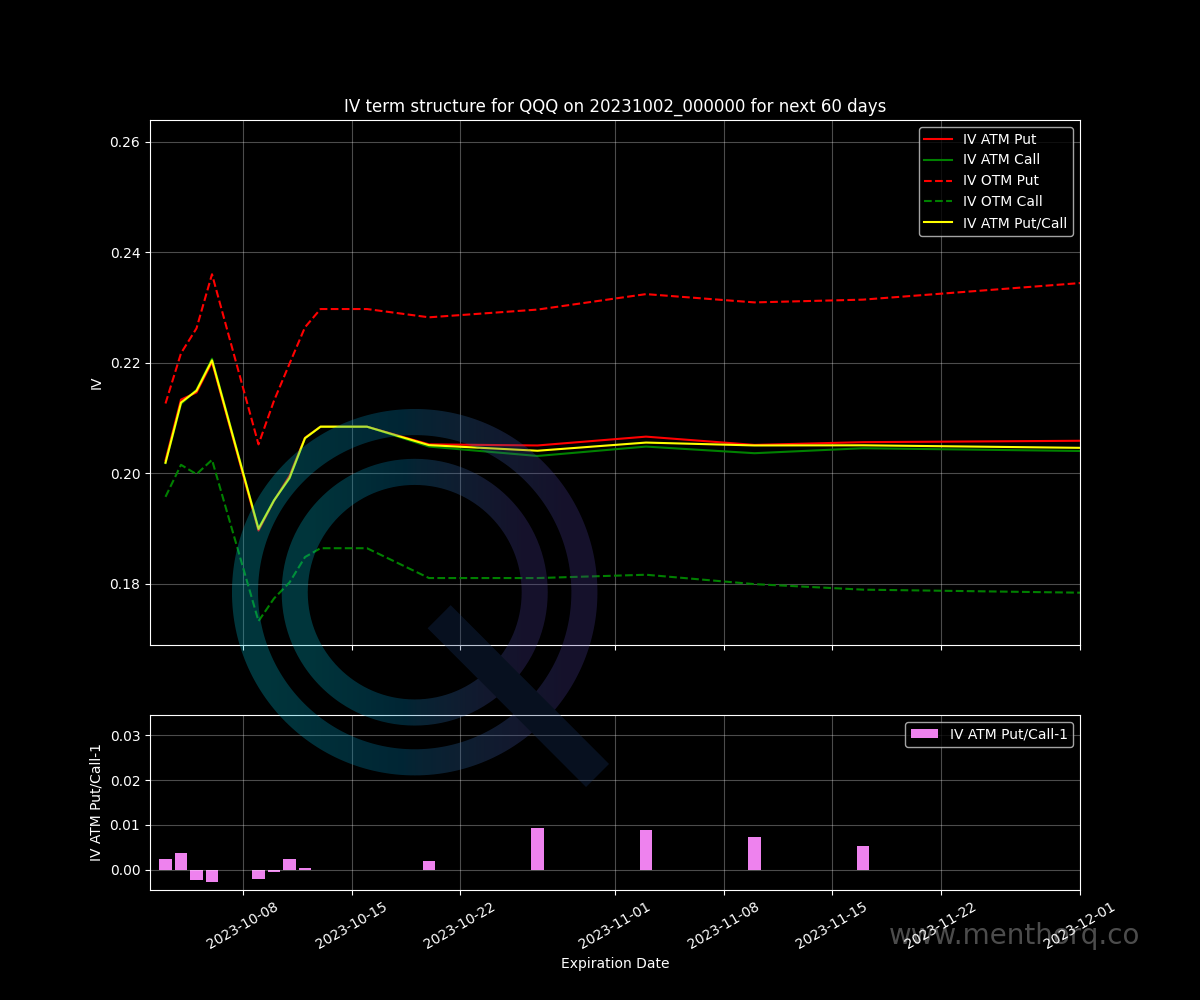 IV term structure for QQQ on 20231002_000000 for next 60 days
0.26
0.24
0.22
0.20
0.18
IV
IV ATM Put
IV ATM Call
IV OTM Put
IV OTM Call
IV ATM Put/Call
0.03
0.02
0.01
0.00
IV ATM Put/Call-1
IV ATM Put/Call-1
2023-10-08
2023-10-15
2023-10-22
2023-11-01
2023-11-08
2023-11-15
2023-11-22
2023-12-01
Expiration Date
www.menthorq.co